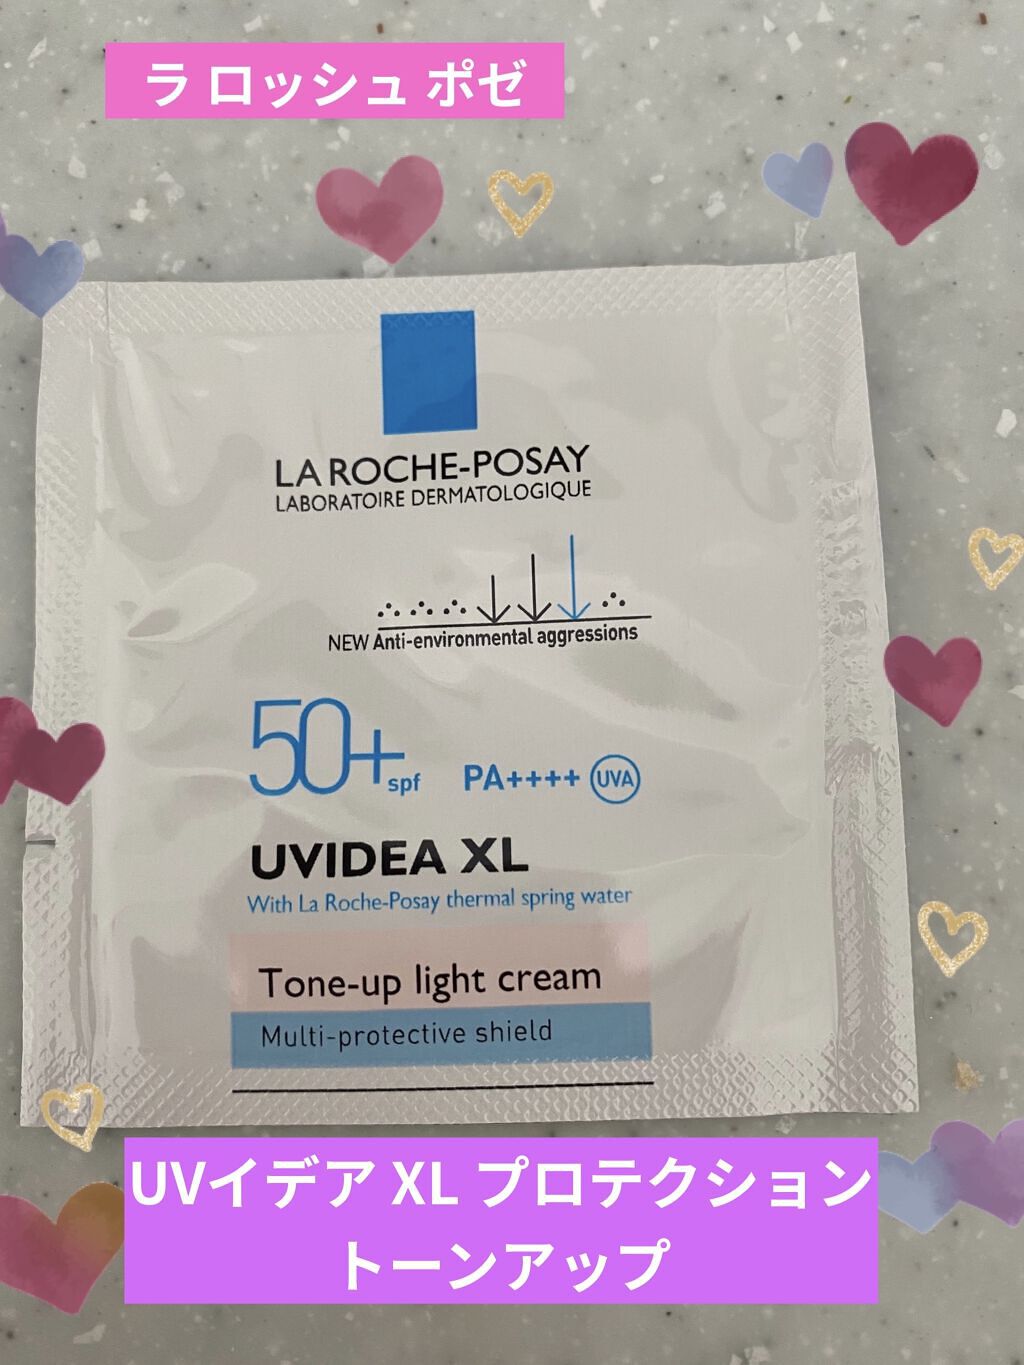 ラ ロッシュ ポゼ
LA ROCHE-POSAY
LABORATOIRE DERMATOLOGIQUE
NEW Anti-environmental aggressions
50+ spf PA++++ UVA
UVIDEA XL
With La Roche-Posay thermal spring water
Tone-up light cream
Multi-protective shield
UVイデア XL プロテクション
トーンアップ